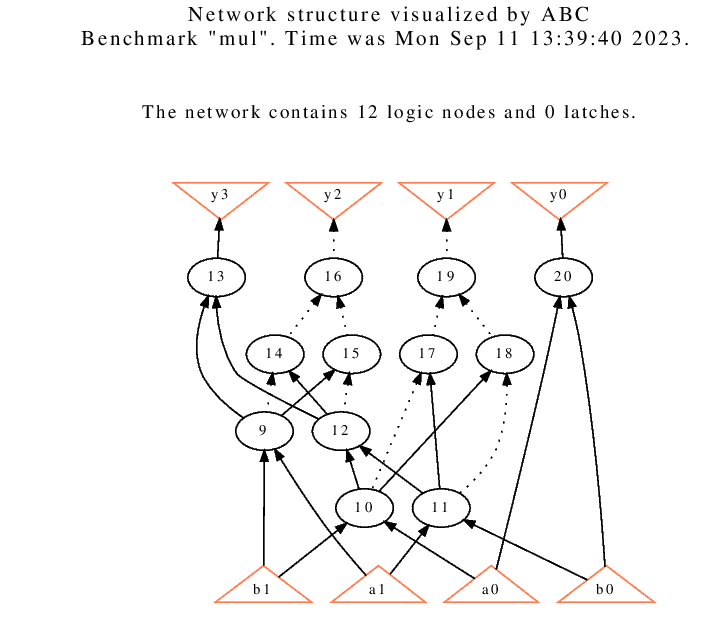 Network structure visualized by ABC
Benchmark "mul". Time was Mon Sep 11 13:39:40 2023.
The network contains 12 logic nodes and 0 latches.
y3 y2 y1 y0
13 16 19 20
14 15 17 18
9 12
10 11
b1 a1 a0 b0